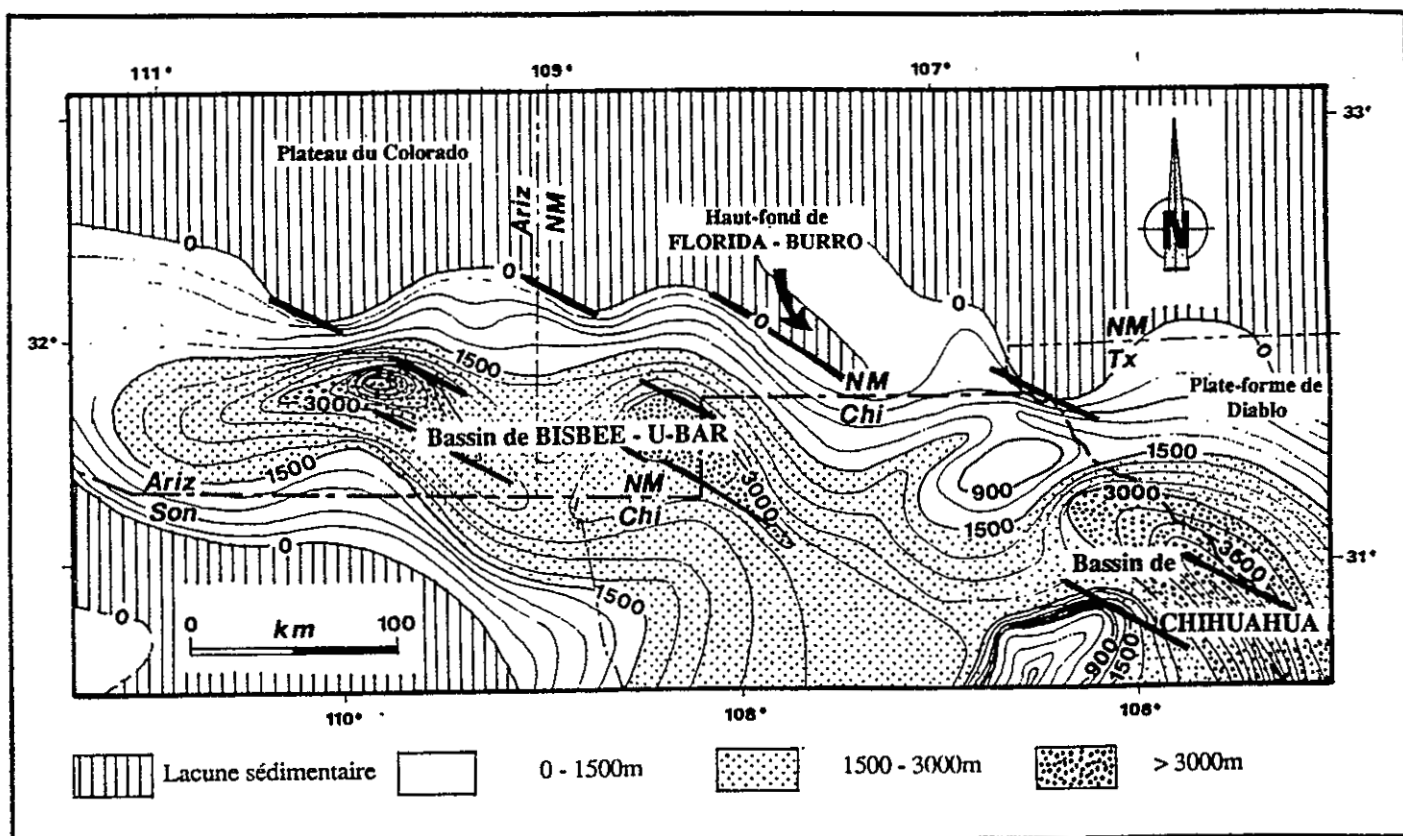 111°
109°
107°
33°
Plateau du Colorado
Ariz
NM
Haut-fond de
FLORIDA - BURRO
N
0
0
0
0
NM
Tx
0
32°
1500
NM
Chi
Plate-forme de
Diablo
3000
Bassin de BISBEE - U-BAR
1500
1500
Ariz
Son
NM
Chi
3000
900
1500
3000
0
31°
1500
Bassin de
3600
0
0 km 100
CHIHUAHUA
900
1500
110°
108°
106°
Lacune sédimentaire
0 - 1500m
1500 - 3000m
> 3000m